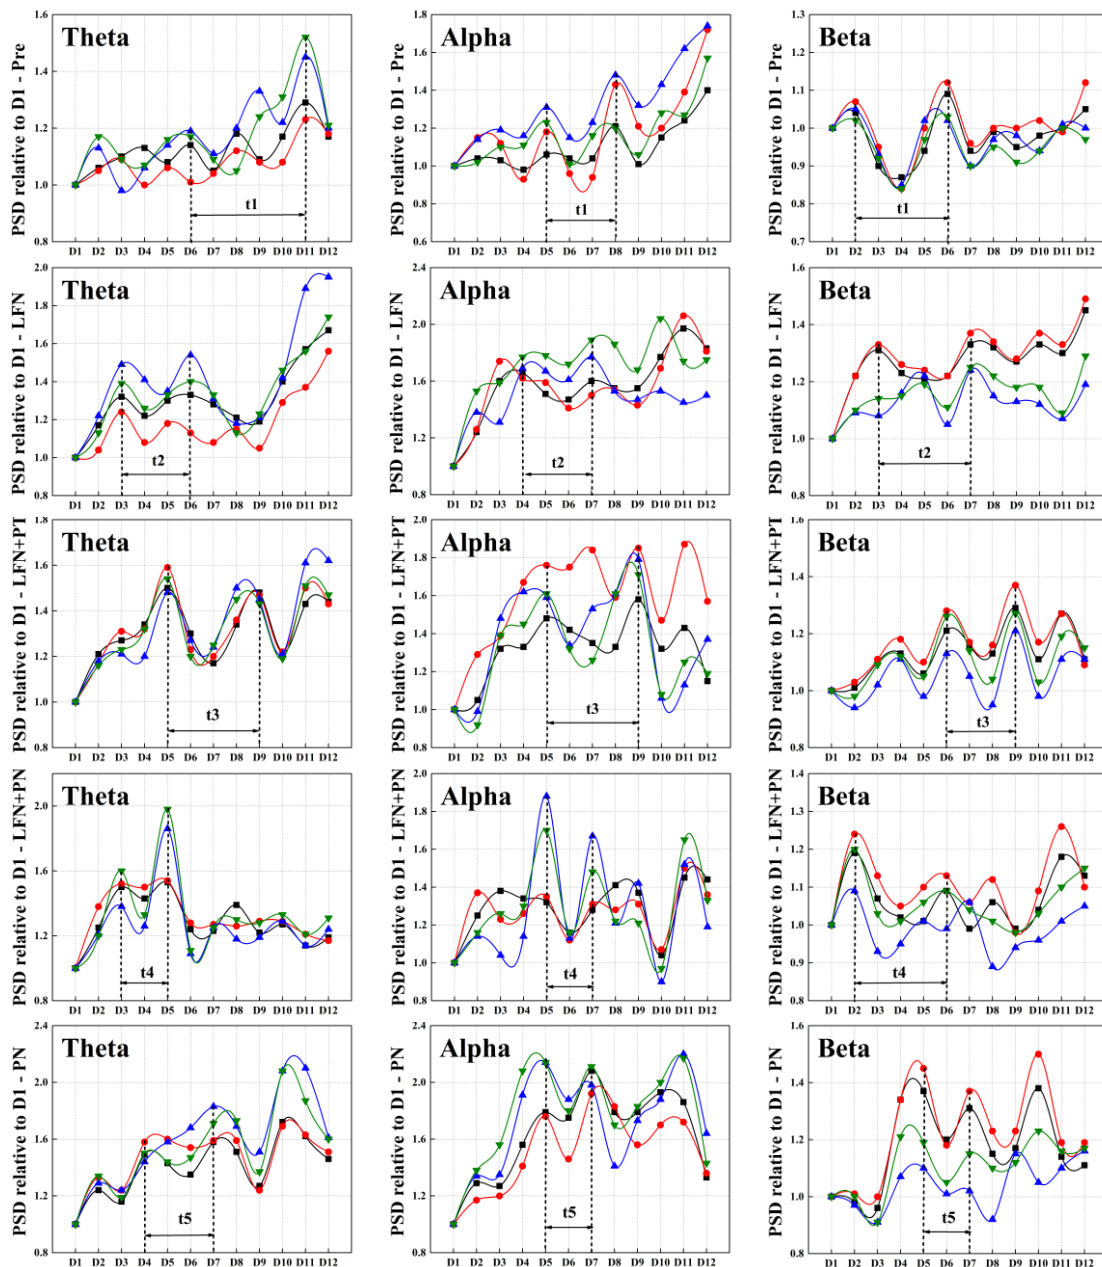 PSD relative to D1 - Pre
Theta
1.6
1.4
1.2
1.0
0.8
t1
D1 D2 D3 D4 D5 D6 D7 D8 D9 D10 D11 D12
Alpha
1.8
1.6
1.4
1.2
1.0
0.8
0.6
t1
D1 D2 D3 D4 D5 D6 D7 D8 D9 D10 D11 D12
PSD relative to D1 - Pre
Beta
1.3
1.2
1.1
1.0
0.9
0.8
0.7
t1
D1 D2 D3 D4 D5 D6 D7 D8 D9 D10 D11 D12
PSD relative to D1 - Pre
PSD relative to D1 - LFN
Theta
2.0
1.8
1.6
1.4
1.2
1.0
0.8
t2
D1 D2 D3 D4 D5 D6 D7 D8 D9 D10 D11 D12
PSD relative to D1 - LFN
Alpha
2.4
2.0
1.6
1.2
0.8
t2
D1 D2 D3 D4 D5 D6 D7 D8 D9 D10 D11 D12
PSD relative to D1 - LFN
Beta
1.6
1.4
1.2
1.0
0.8
t2
D1 D2 D3 D4 D5 D6 D7 D8 D9 D10 D11 D12
PSD relative to D1 - LFN+PT
Theta
1.8
1.6
1.4
1.2
1.0
0.8
t3
D1 D2 D3 D4 D5 D6 D7 D8 D9 D10 D11 D12
PSD relative to D1 - LFN+PT
Alpha
2.0
1.8
1.6
1.4
1.2
1.0
0.8
t3
D1 D2 D3 D4 D5 D6 D7 D8 D9 D10 D11 D12
PSD relative to D1 - LFN+PT
Beta
1.6
1.4
1.2
1.0
0.8
t3
D1 D2 D3 D4 D5 D6 D7 D8 D9 D10 D11 D12
PSD relative to D1 - LFN+PN
Theta
2.0
1.6
1.2
0.8
t4
D1 D2 D3 D4 D5 D6 D7 D8 D9 D10 D11 D12
PSD relative to D1 - LFN+PN
Alpha
2.0
1.8
1.6
1.4
1.2
1.0
0.8
t4
D1 D2 D3 D4 D5 D6 D7 D8 D9 D10 D11 D12
PSD relative to D1 - LFN+PN
Beta
1.4
1.3
1.2
1.1
1.0
0.9
0.8
t4
D1 D2 D3 D4 D5 D6 D7 D8 D9 D10 D11 D12
PSD relative to D1 - PN
Theta
2.4
2.0
1.6
1.2
0.8
t5
D1 D2 D3 D4 D5 D6 D7 D8 D9 D10 D11 D12
PSD relative to D1 - PN
Alpha
2.4
2.2
2.0
1.8
1.6
1.4
1.2
1.0
0.8
t5
D1 D2 D3 D4 D5 D6 D7 D8 D9 D10 D11 D12
PSD relative to D1 - PN
Beta
1.6
1.4
1.2
1.0
0.8
t5
D1 D2 D3 D4 D5 D6 D7 D8 D9 D10 D11 D12